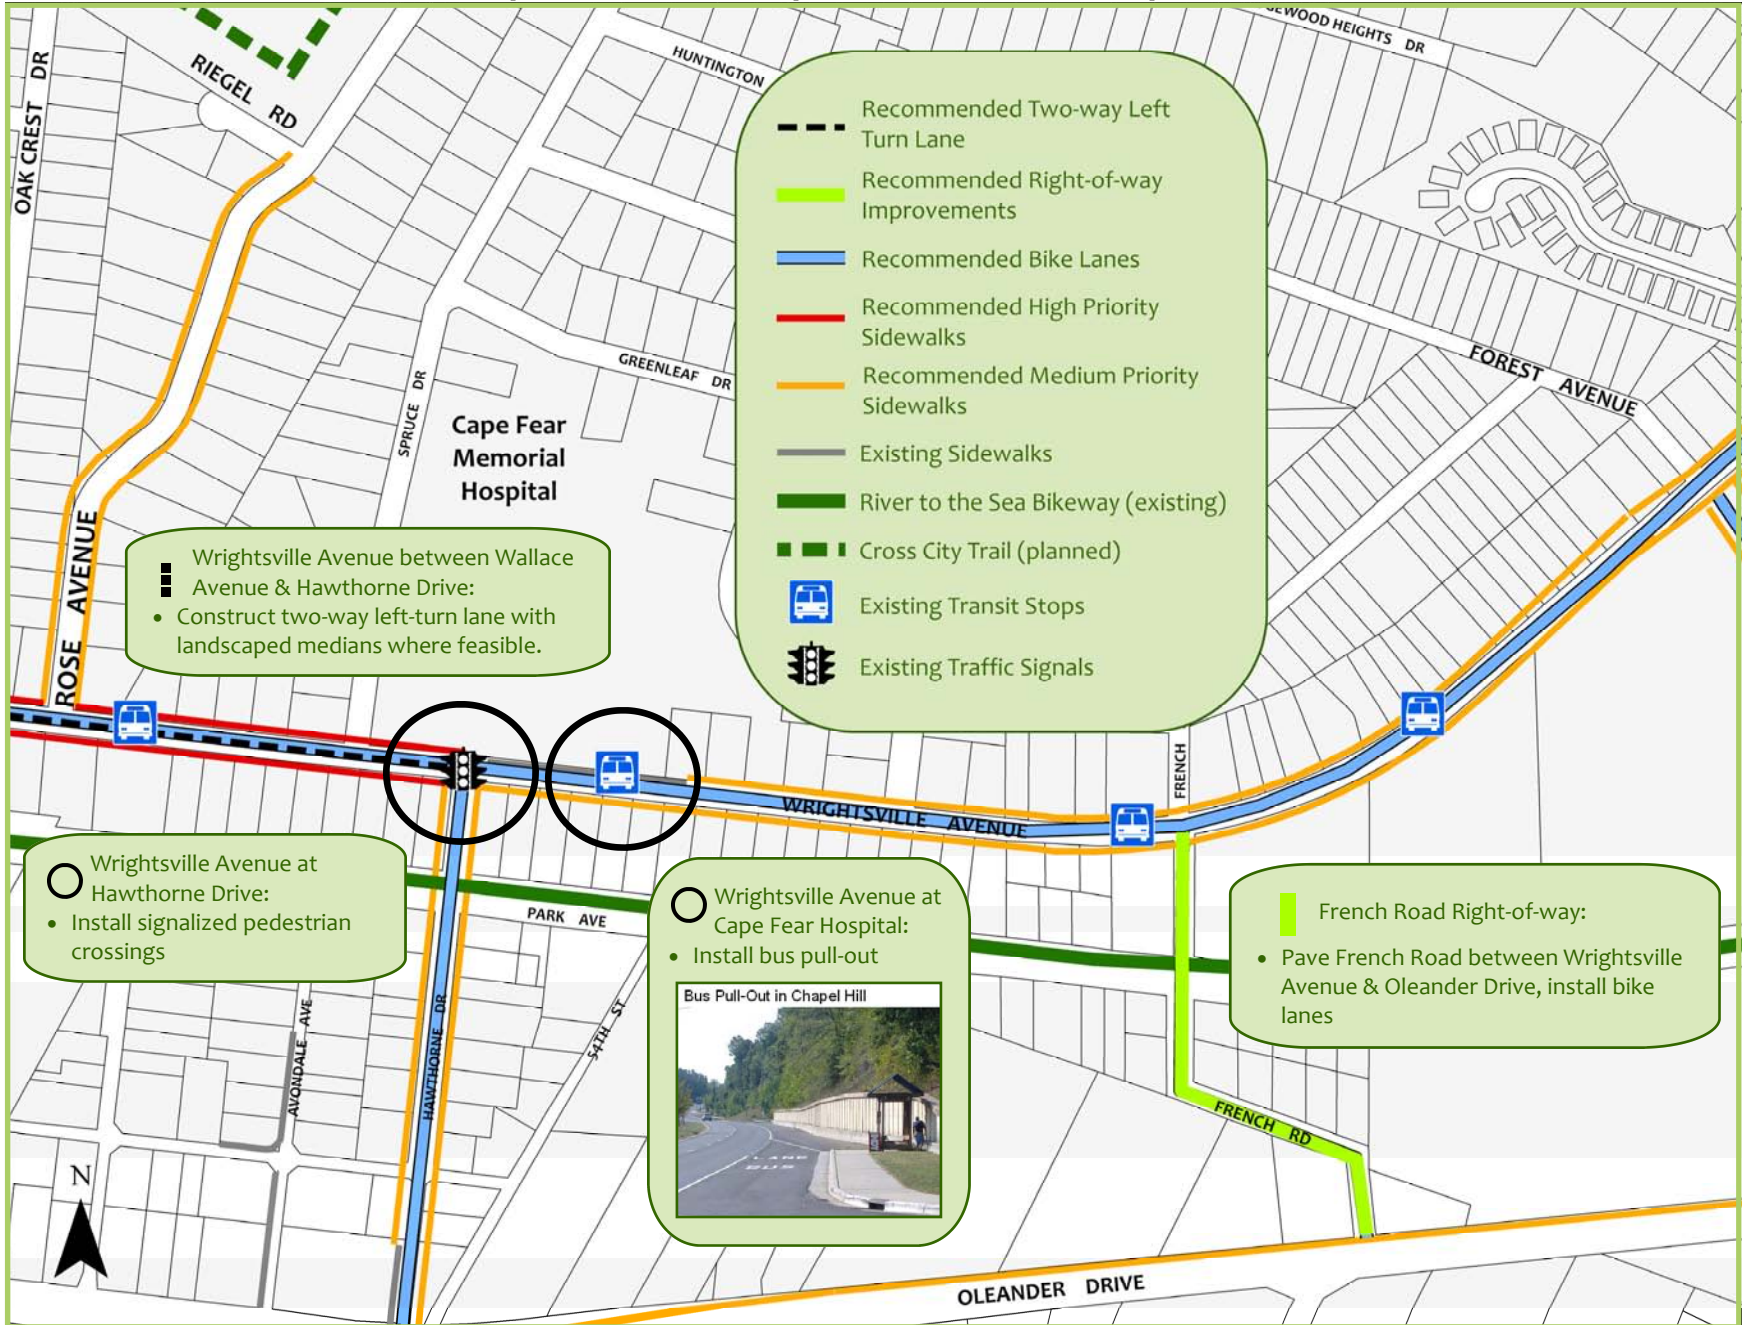 GEWOOD HEIGHTS DR
HUNTINGTON
OAK CREST DR
RIEGEL RD
Recommended Two-way Left
Turn Lane
Recommended Right-of-way
Improvements
Recommended Bike Lanes
Recommended High Priority
Sidewalks
Recommended Medium Priority
Sidewalks
Existing Sidewalks
River to the Sea Bikeway (existing)
Cross City Trail (planned)
Existing Transit Stops
Existing Traffic Signals
FOREST AVENUE
GREENLEAF DR
SPRUCE DR
Cape Fear
Memorial
Hospital
ROSE AVENUE
Wrightsville Avenue between Wallace
Avenue & Hawthorne Drive:
• Construct two-way left-turn lane with
landscaped medians where feasible.
FRENCH
WRIGHTSVILLE AVENUE
Wrightsville Avenue at
Hawthorne Drive:
• Install signalized pedestrian
crossings
PARK AVE
Wrightsville Avenue at
Cape Fear Hospital:
• Install bus pull-out
Bus Pull-Out in Chapel Hill
LANE
BUS
French Road Right-of-way:
• Pave French Road between Wrightsville
Avenue & Oleander Drive, install bike
lanes
AVONDALE AVE
HAWTHORNE DR
54TH ST
FRENCH RD
N
OLEANDER DRIVE